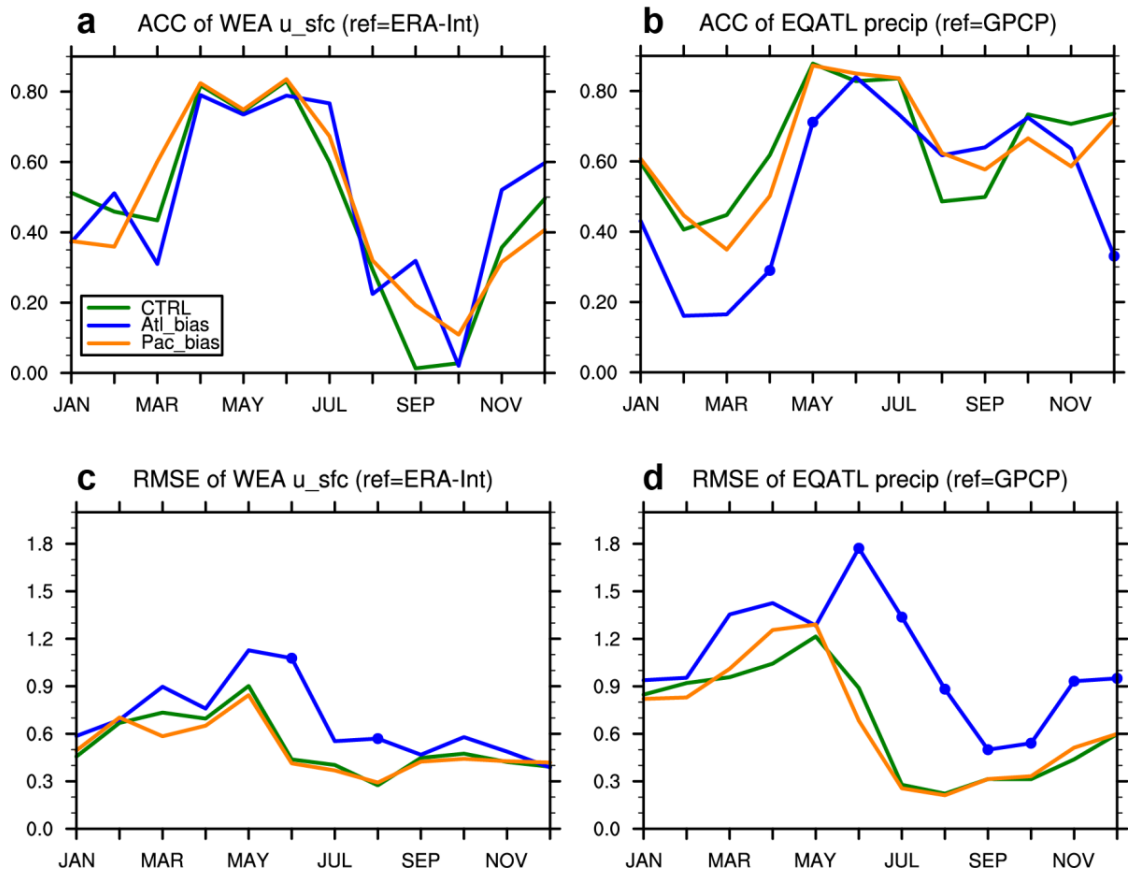 a ACC of WEA u_sfc (ref=ERA-Int)
0.80
0.60
0.40
0.20
0.00
CTRL
Atl_bias
Pac_bias
JAN MAR MAY JUL SEP NOV
b ACC of EQATL precip (ref=GPCP)
0.80
0.60
0.40
0.20
0.00
JAN MAR MAY JUL SEP NOV
c RMSE of WEA u_sfc (ref=ERA-Int)
1.8
1.5
1.2
0.9
0.6
0.3
0.0
JAN MAR MAY JUL SEP NOV
d RMSE of EQATL precip (ref=GPCP)
1.8
1.5
1.2
0.9
0.6
0.3
0.0
JAN MAR MAY JUL SEP NOV